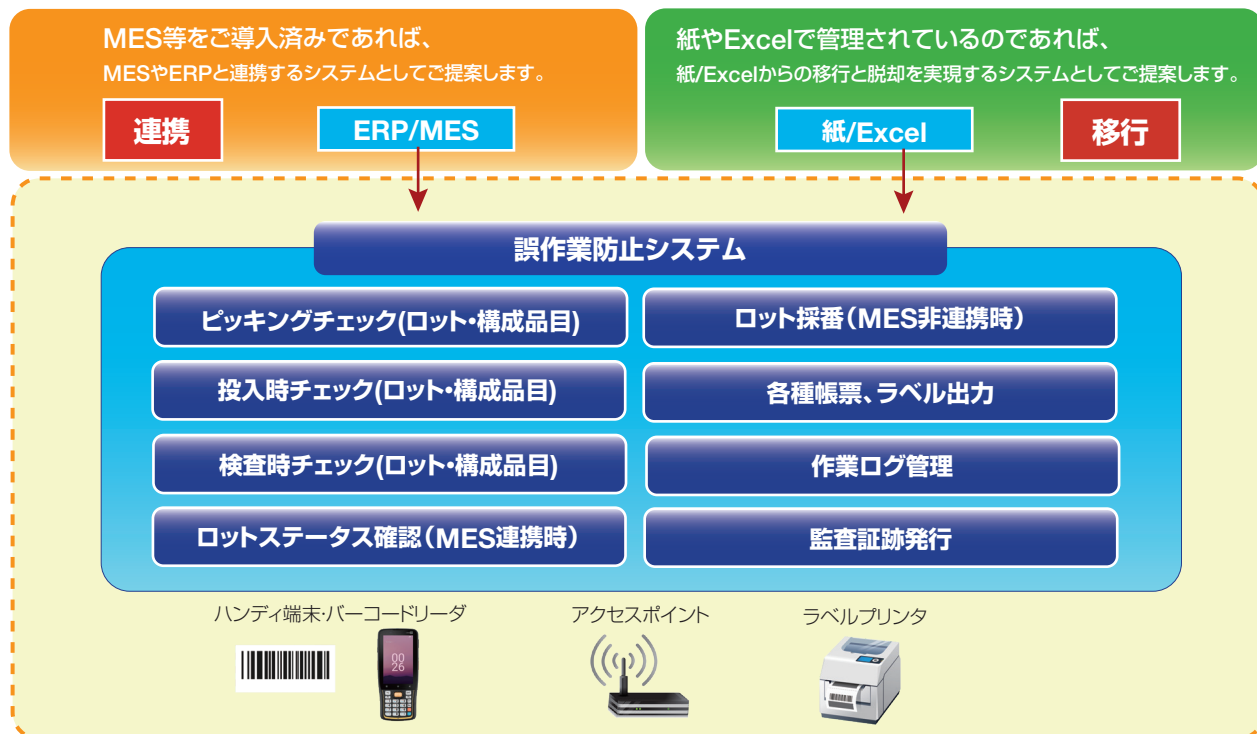 MES等をご導入済みであれば、
MESやERPと連携するシステムとしてご提案します。
連携
ERP/MES
紙やExcelで管理されているのであれば、
紙/Excelからの移行と脱却を実現するシステムとしてご提案します。
紙/Excel
移行
誤作業防止システム
ピッキングチェック(ロット・構成品目)
ロット採番(MES非連携時)
投入時チェック(ロット・構成品目)
各種帳票、ラベル出力
検査時チェック(ロット・構成品目)
作業ログ管理
ロットステータス確認(MES連携時)
監査証跡発行
ハンディ端末・バーコードリーダ
アクセスポイント
ラベルプリンタ
00
26